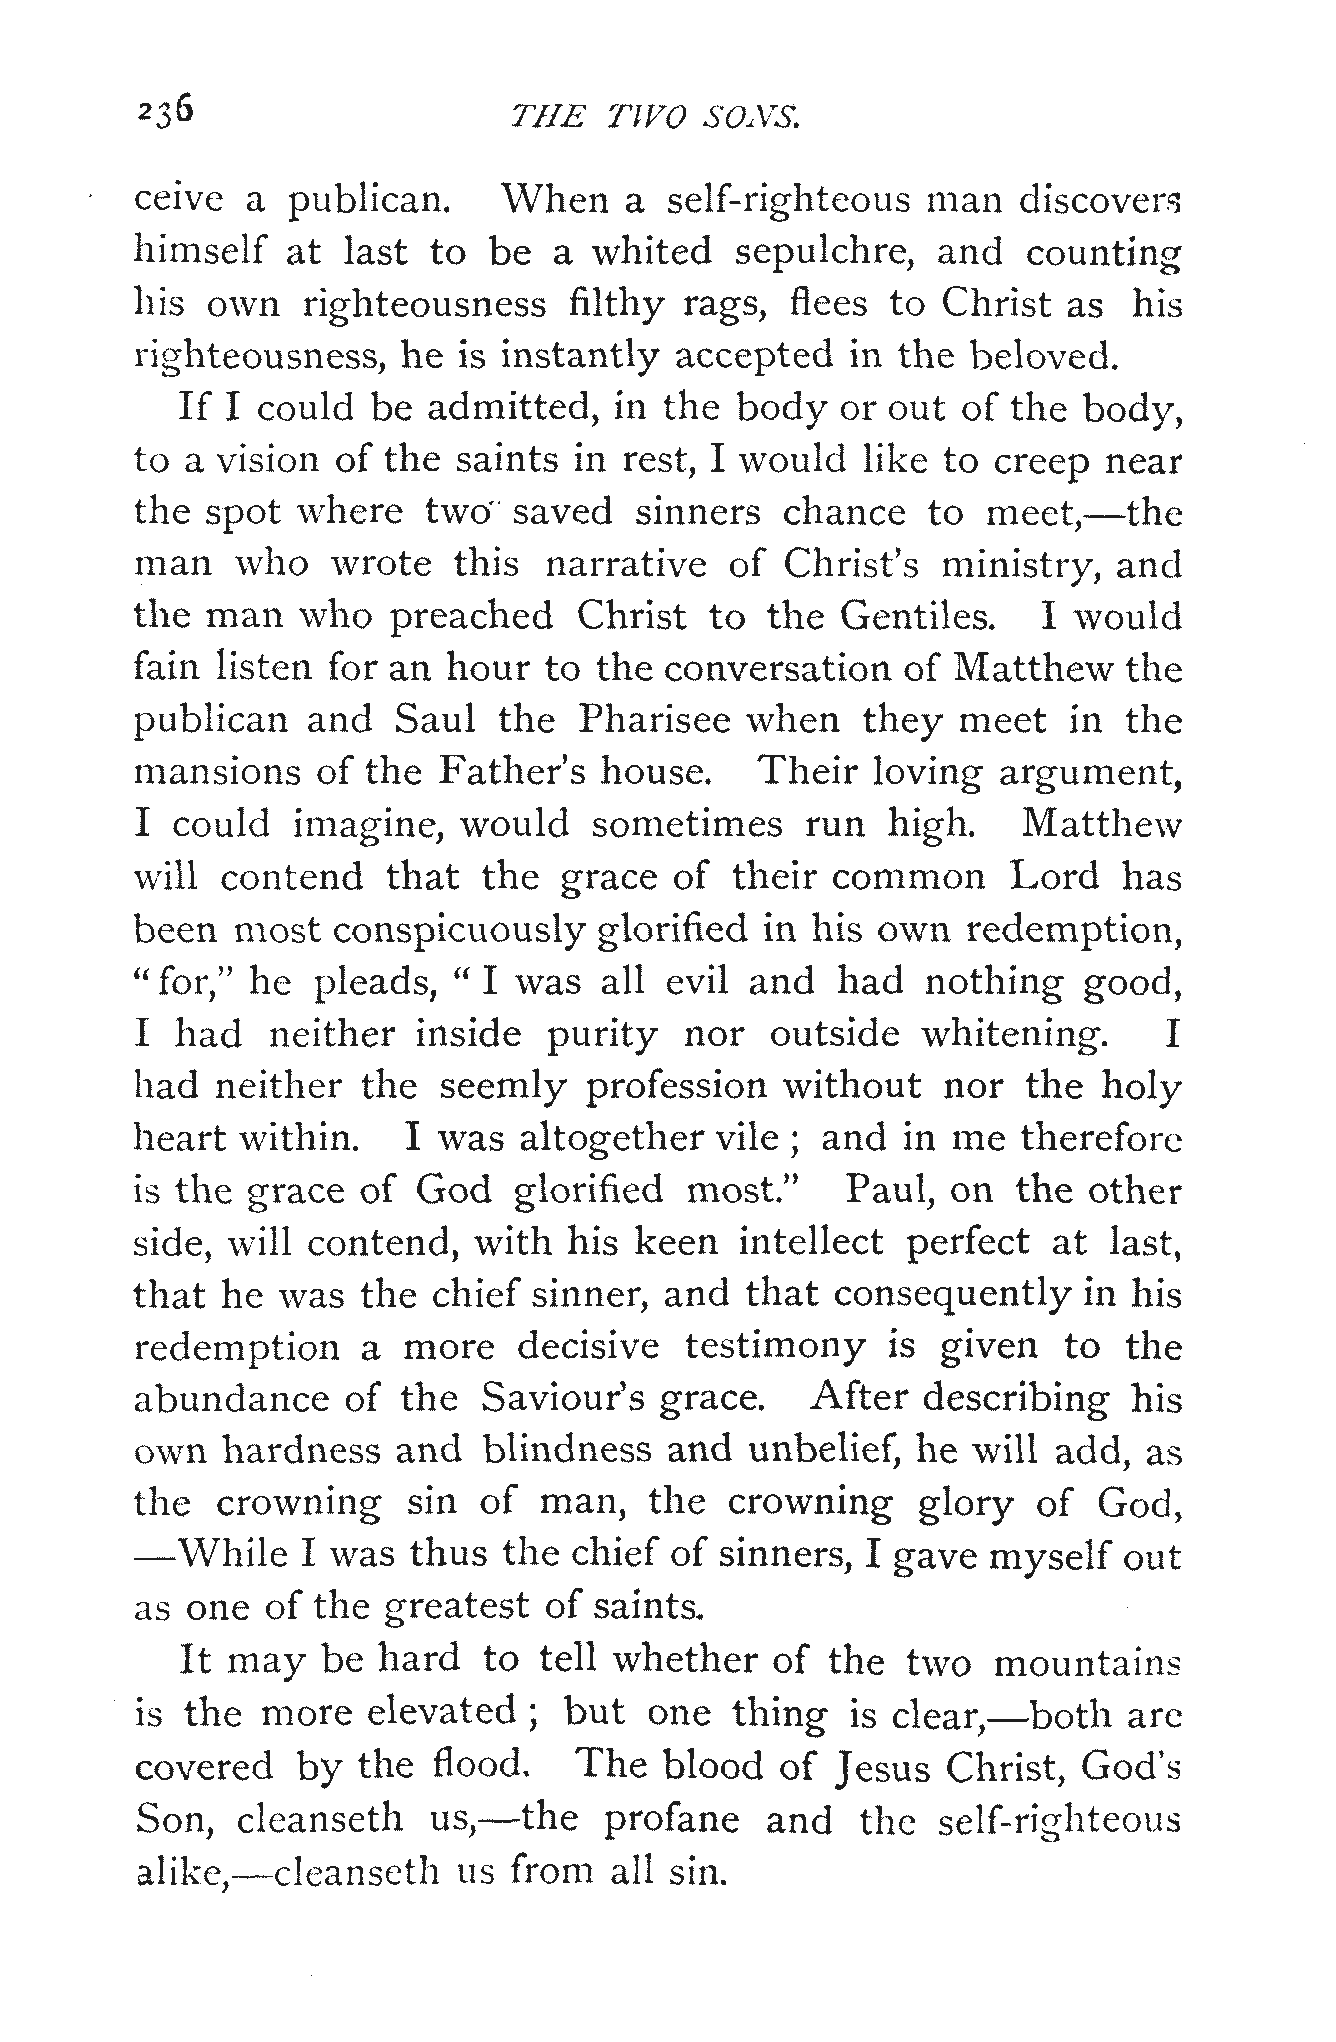 236 THE TWO SONS.
ceive a publican. When a self-righteous man discovers
himself at last to be a whited sepulchre, and counting
his own righteousness filthy rags, flees to Christ as his
righteousness, he is instantly accepted in the beloved.
If I could be admitted, in the body or out of the body,
to a vision of the saints in rest, I would like to creep near
the spot where two saved sinners chance to meet,—the
man who wrote this narrative of Christ's ministry, and
the man who preached Christ to the Gentiles. I would
fain listen for an hour to the conversation of Matthew the
publican and Saul the Pharisee when they meet in the
mansions of the Father's house. Their loving argument,
I could imagine, would sometimes run high. Matthew
will contend that the grace of their common Lord has
been most conspicuously glorified in his own redemption,
“ for,” he pleads, “ I was all evil and had nothing good,
I had neither inside purity nor outside whitening. I
had neither the seemly profession without nor the holy
heart within. I was altogether vile ; and in me therefore
is the grace of God glorified most.” Paul, on the other
side, will contend, with his keen intellect perfect at last,
that he was the chief sinner, and that consequently in his
redemption a more decisive testimony is given to the
abundance of the Saviour's grace. After describing his
own hardness and blindness and unbelief, he will add, as
the crowning sin of man, the crowning glory of God,
—While I was thus the chief of sinners, I gave myself out
as one of the greatest of saints.
It may be hard to tell whether of the two mountains
is the more elevated ; but one thing is clear,—both are
covered by the flood. The blood of Jesus Christ, God's
Son, cleanseth us,—the profane and the self-righteous
alike,—cleanseth us from all sin.